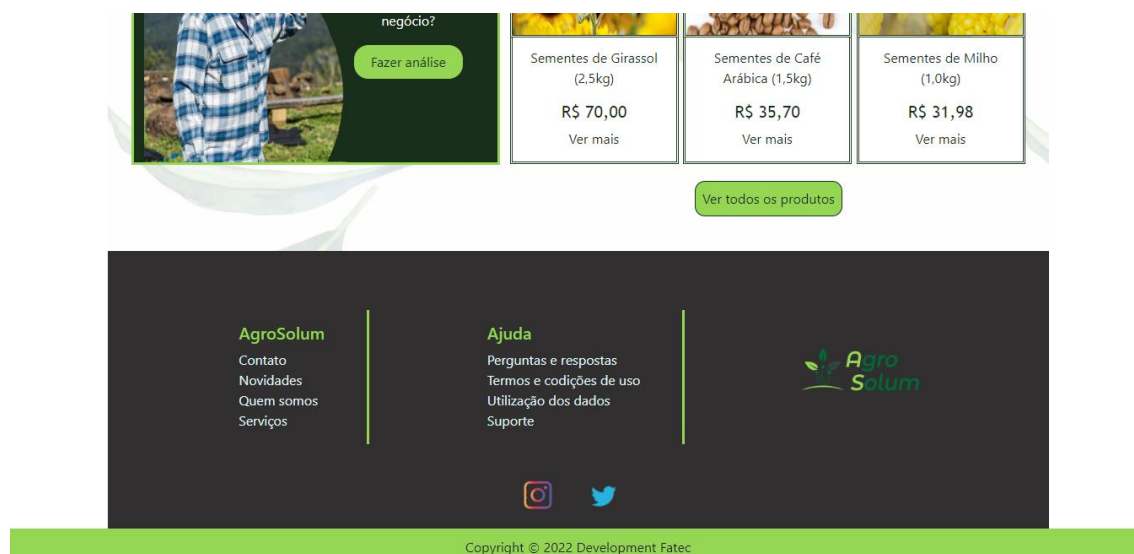 negócio?
Fazer análise
Sementes de Girassol
(2,5kg)
R$ 70,00
Ver mais
Sementes de Café
Arábica (1,5kg)
R$ 35,70
Ver mais
Sementes de Milho
(1,0kg)
R$ 31,98
Ver mais
Ver todos os produtos
AgroSolum
Contato
Novidades
Quem somos
Serviços
Ajuda
Perguntas e respostas
Termos e codições de uso
Utilização dos dados
Suporte
Agro
Solum
Copyright © 2022 Development Fatec